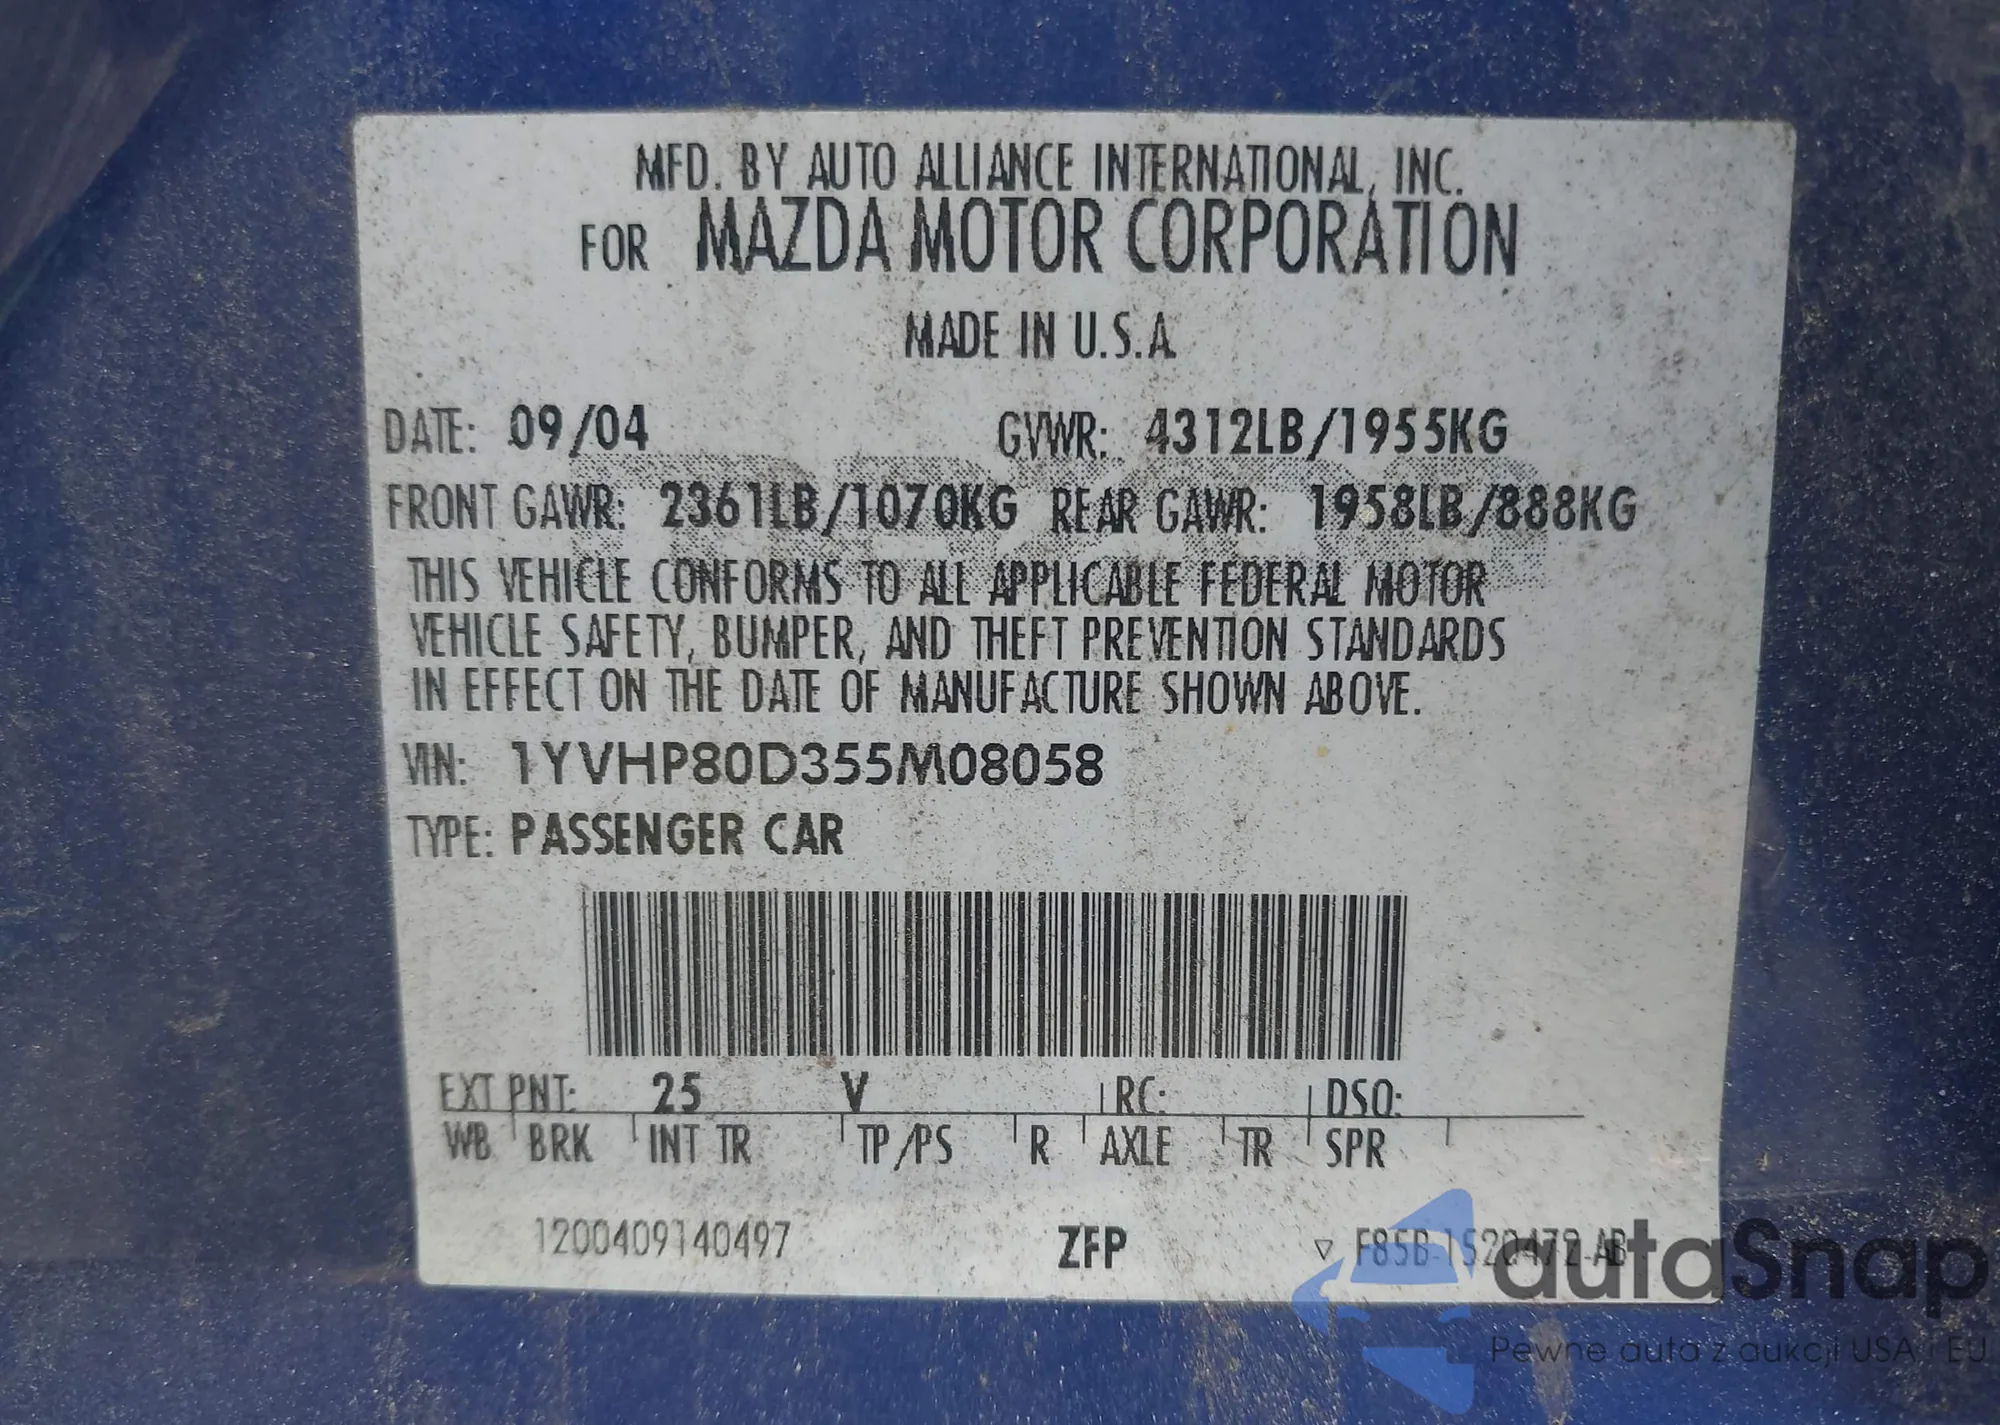 MFD. BY AUTO ALLIANCE INTERNATIONAL, INC.
FOR MAZDA MOTOR CORPORATION
MADE IN U.S.A.
DATE: 09/04 GVWR: 4312LB/1955KG
FRONT GAWR: 2361LB/1070KG REAR GAWR: 1958LB/888KG
THIS VEHICLE CONFORMS TO ALL APPLICABLE FEDERAL MOTOR
VEHICLE SAFETY, BUMPER, AND THEFT PREVENTION STANDARDS
IN EFFECT ON THE DATE OF MANUFACTURE SHOWN ABOVE.
VIN: 1YVHP80D355M08058
TYPE: PASSENGER CAR
EXT PNT: 25 V RC: DSO:
WB BRK INT TR TP/PS R AXLE TR SPR
1200409140497 ZFP F85B-1520472-AB
autaSnap
Pewne auta z aukcji USA i EU